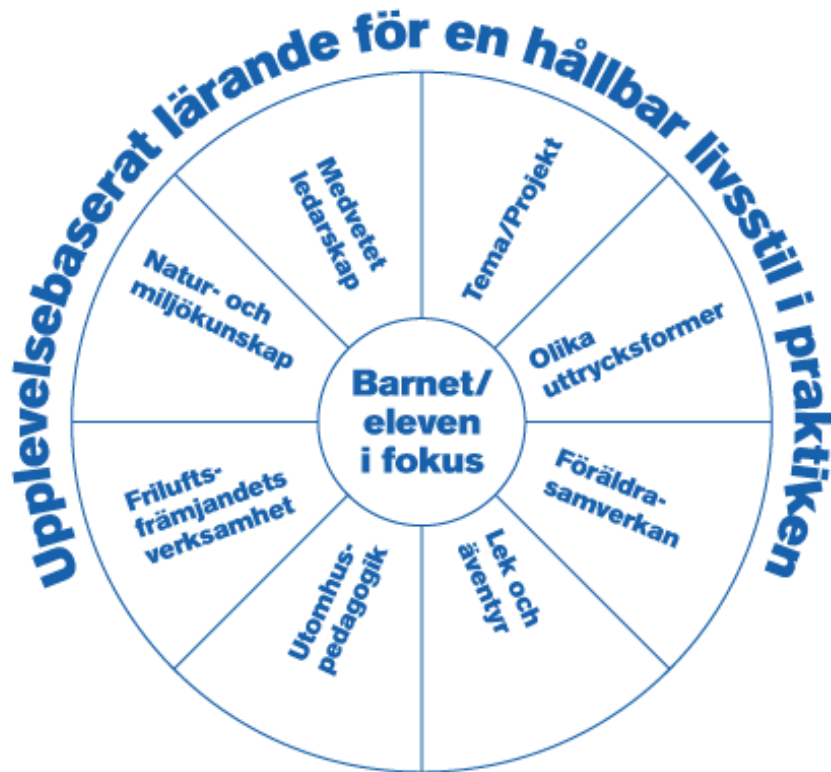 Upplevelsebaserat lärande för en hållbar livsstil i praktiken
Medvetet
ledarskap
Tema/Projekt
Olika
uttrycksformer
Föräldra-
samverkan
Lek och
äventyr
Utomhus-
pedagogik
Frilufts-
främjandets
verksamhet
Natur- och
miljökunskap
Barnet/
eleven
i fokus